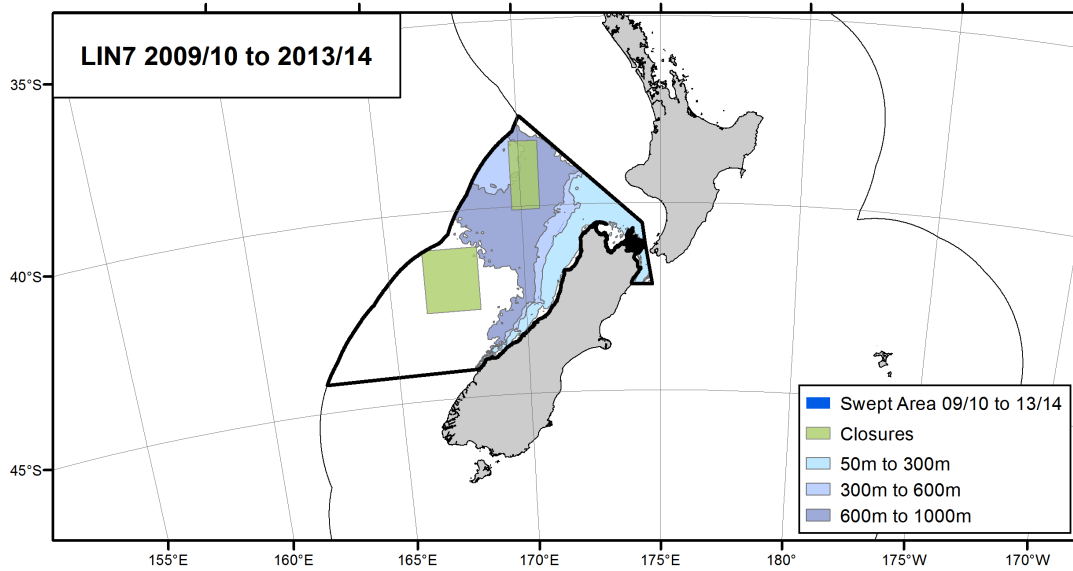 LIN7 2009/10 to 2013/14
35°S
40°S
45°S
Swept Area 09/10 to 13/14
Closures
50m to 300m
300m to 600m
600m to 1000m
155°E
160°E
165°E
170°E
175°E
180°
175°W
170°W